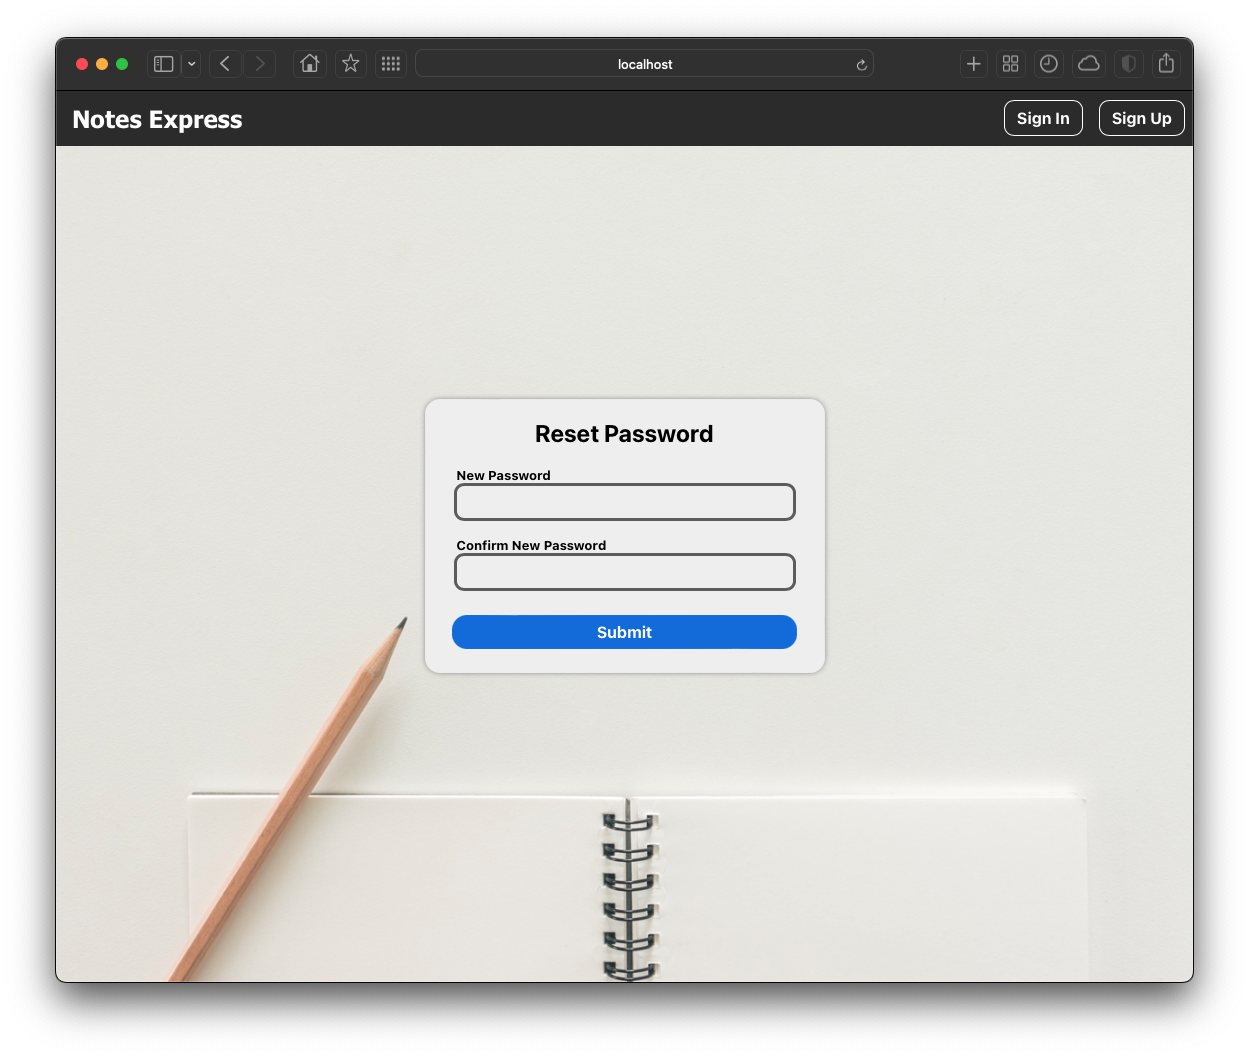 localhost
Notes Express
Sign In
Sign Up
Reset Password
New Password
Confirm New Password
Submit